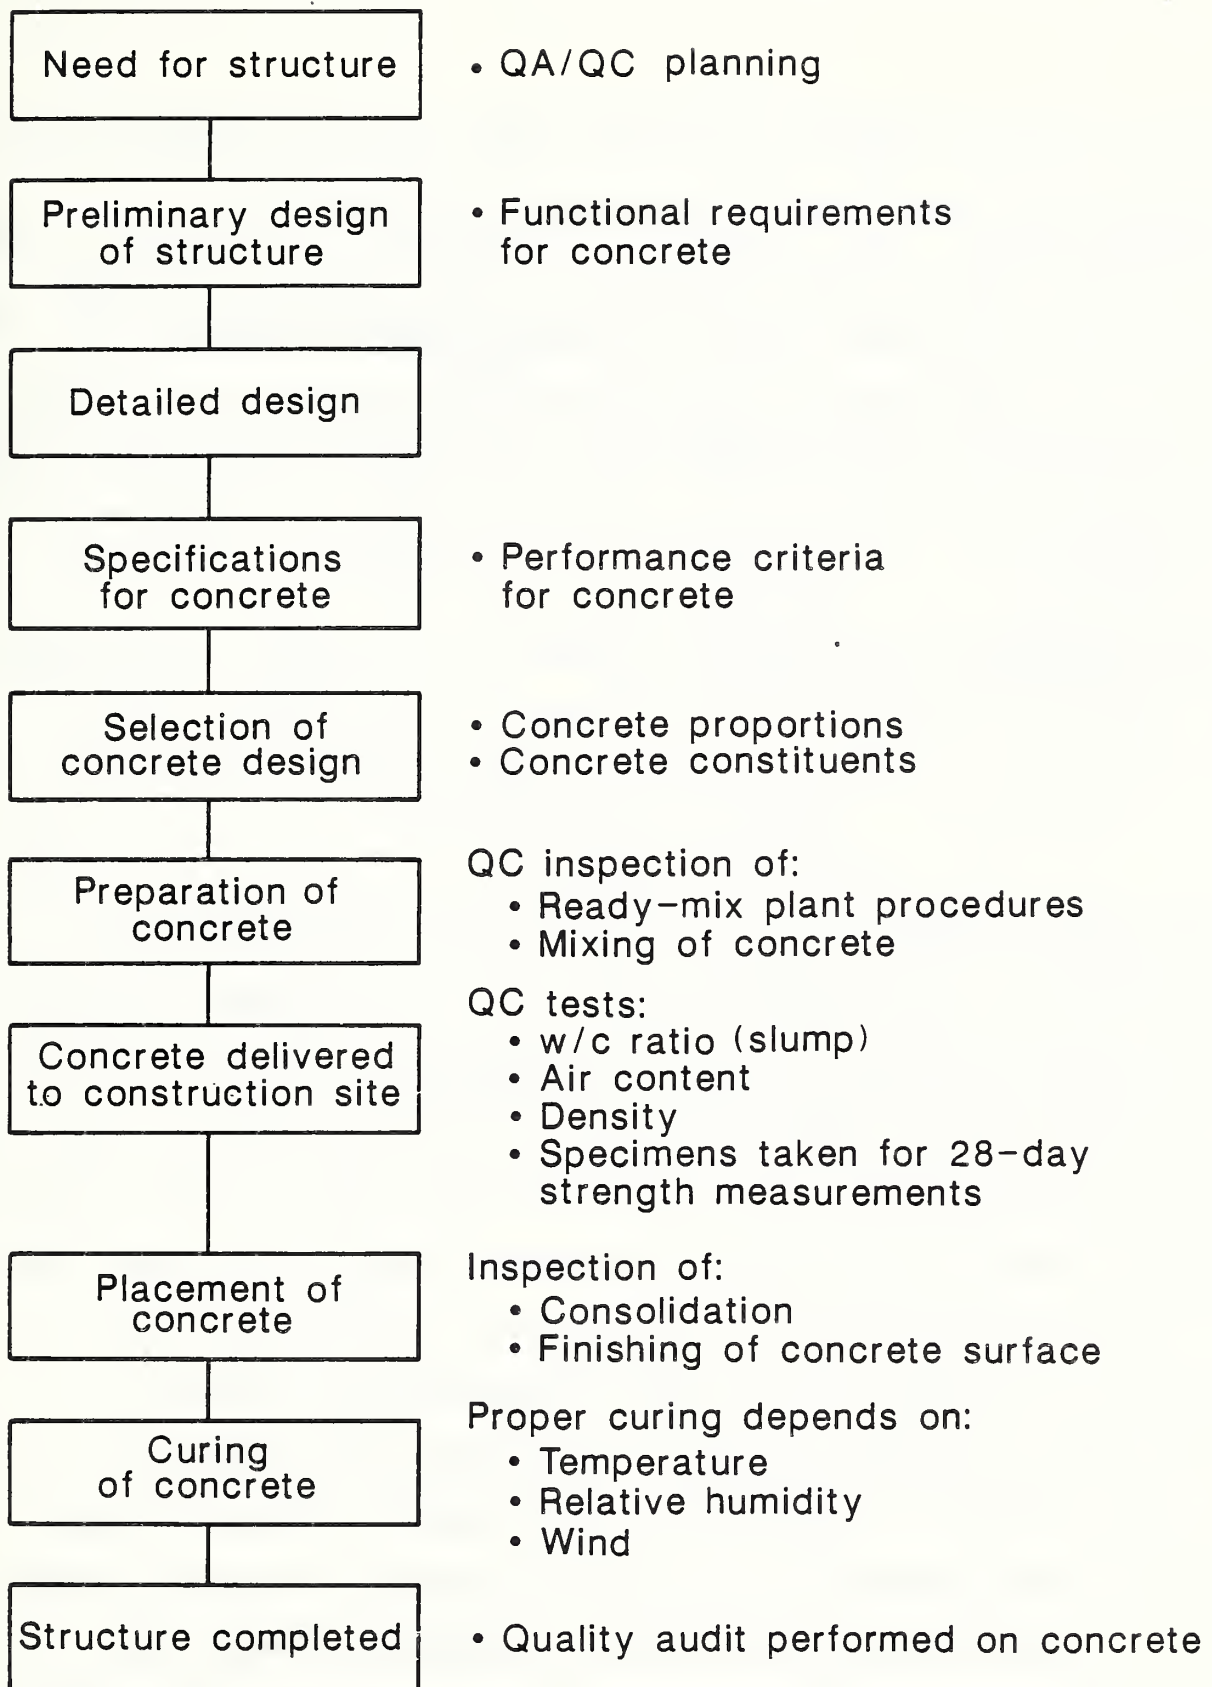 Need for structure
• QA/QC planning
Preliminary design
of structure
• Functional requirements
for concrete
Detailed design
Specifications
for concrete
• Performance criteria
for concrete
Selection of
concrete design
• Concrete proportions
• Concrete constituents
Preparation of
concrete
QC inspection of:
• Ready-mix plant procedures
• Mixing of concrete
Concrete delivered
to construction site
QC tests:
• w/c ratio (slump)
• Air content
• Density
• Specimens taken for 28-day
strength measurements
Placement of
concrete
Inspection of:
• Consolidation
• Finishing of concrete surface
Curing
of concrete
Proper curing depends on:
• Temperature
• Relative humidity
• Wind
Structure completed
• Quality audit performed on concrete